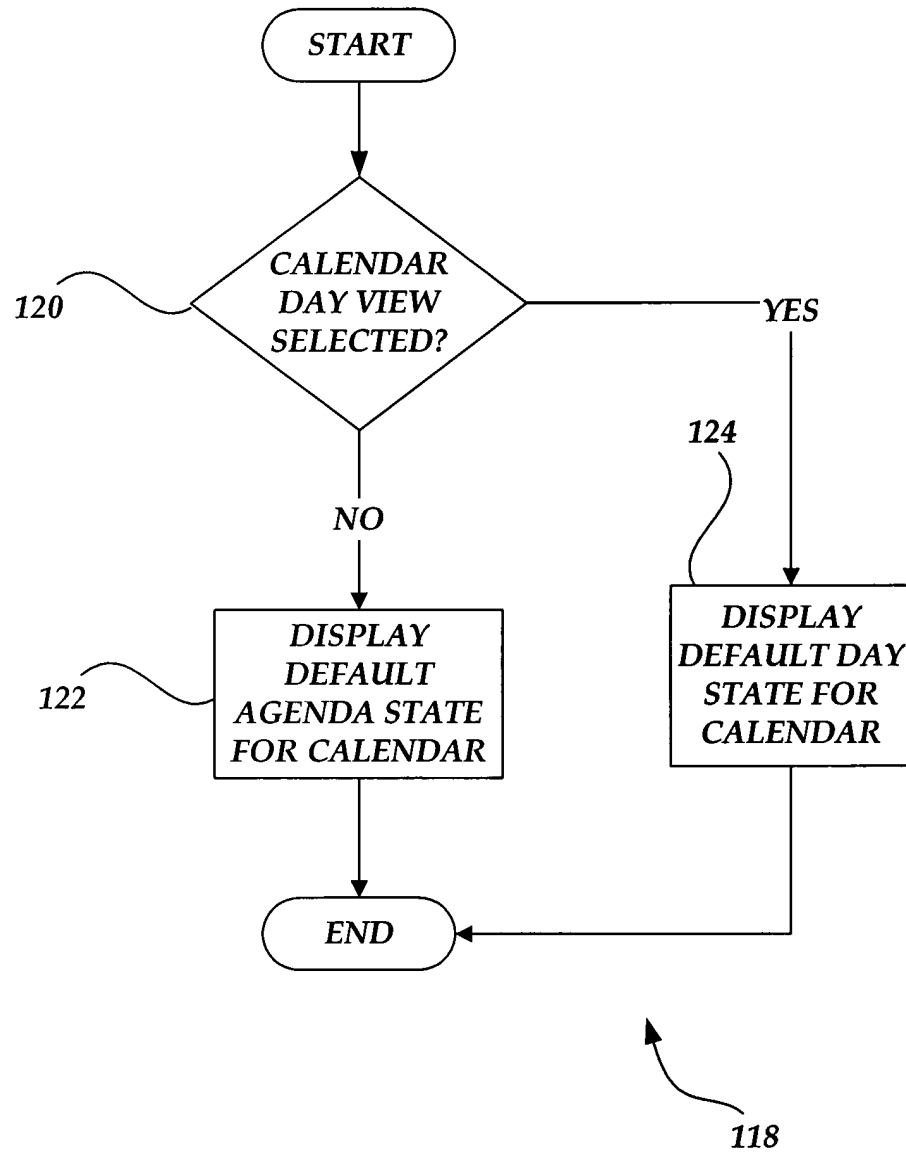 START
CALENDAR
DAY VIEW
SELECTED?
120
YES
124
NO
DISPLAY
DEFAULT
AGENDA STATE
FOR CALENDAR
122
DISPLAY
DEFAULT DAY
STATE FOR
CALENDAR
END
118